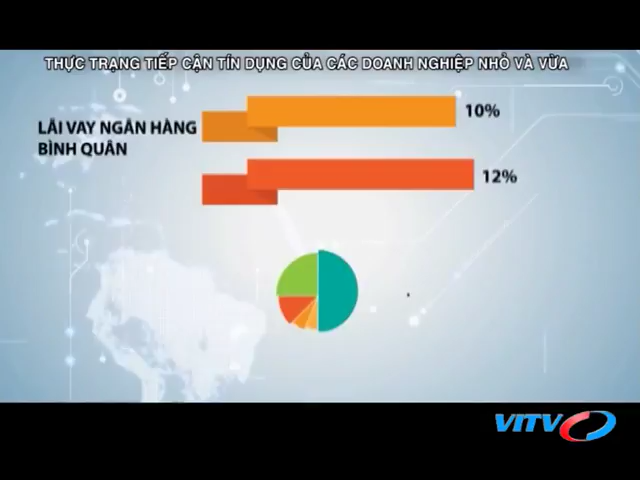 THỰC TRẠNG TIẾP CẬN TÍN DỤNG CỦA CÁC DOANH NGHIỆP NHỎ VÀ VỪA
10%
LÃI VAY NGÂN HÀNG
BÌNH QUÂN
12%
VITV